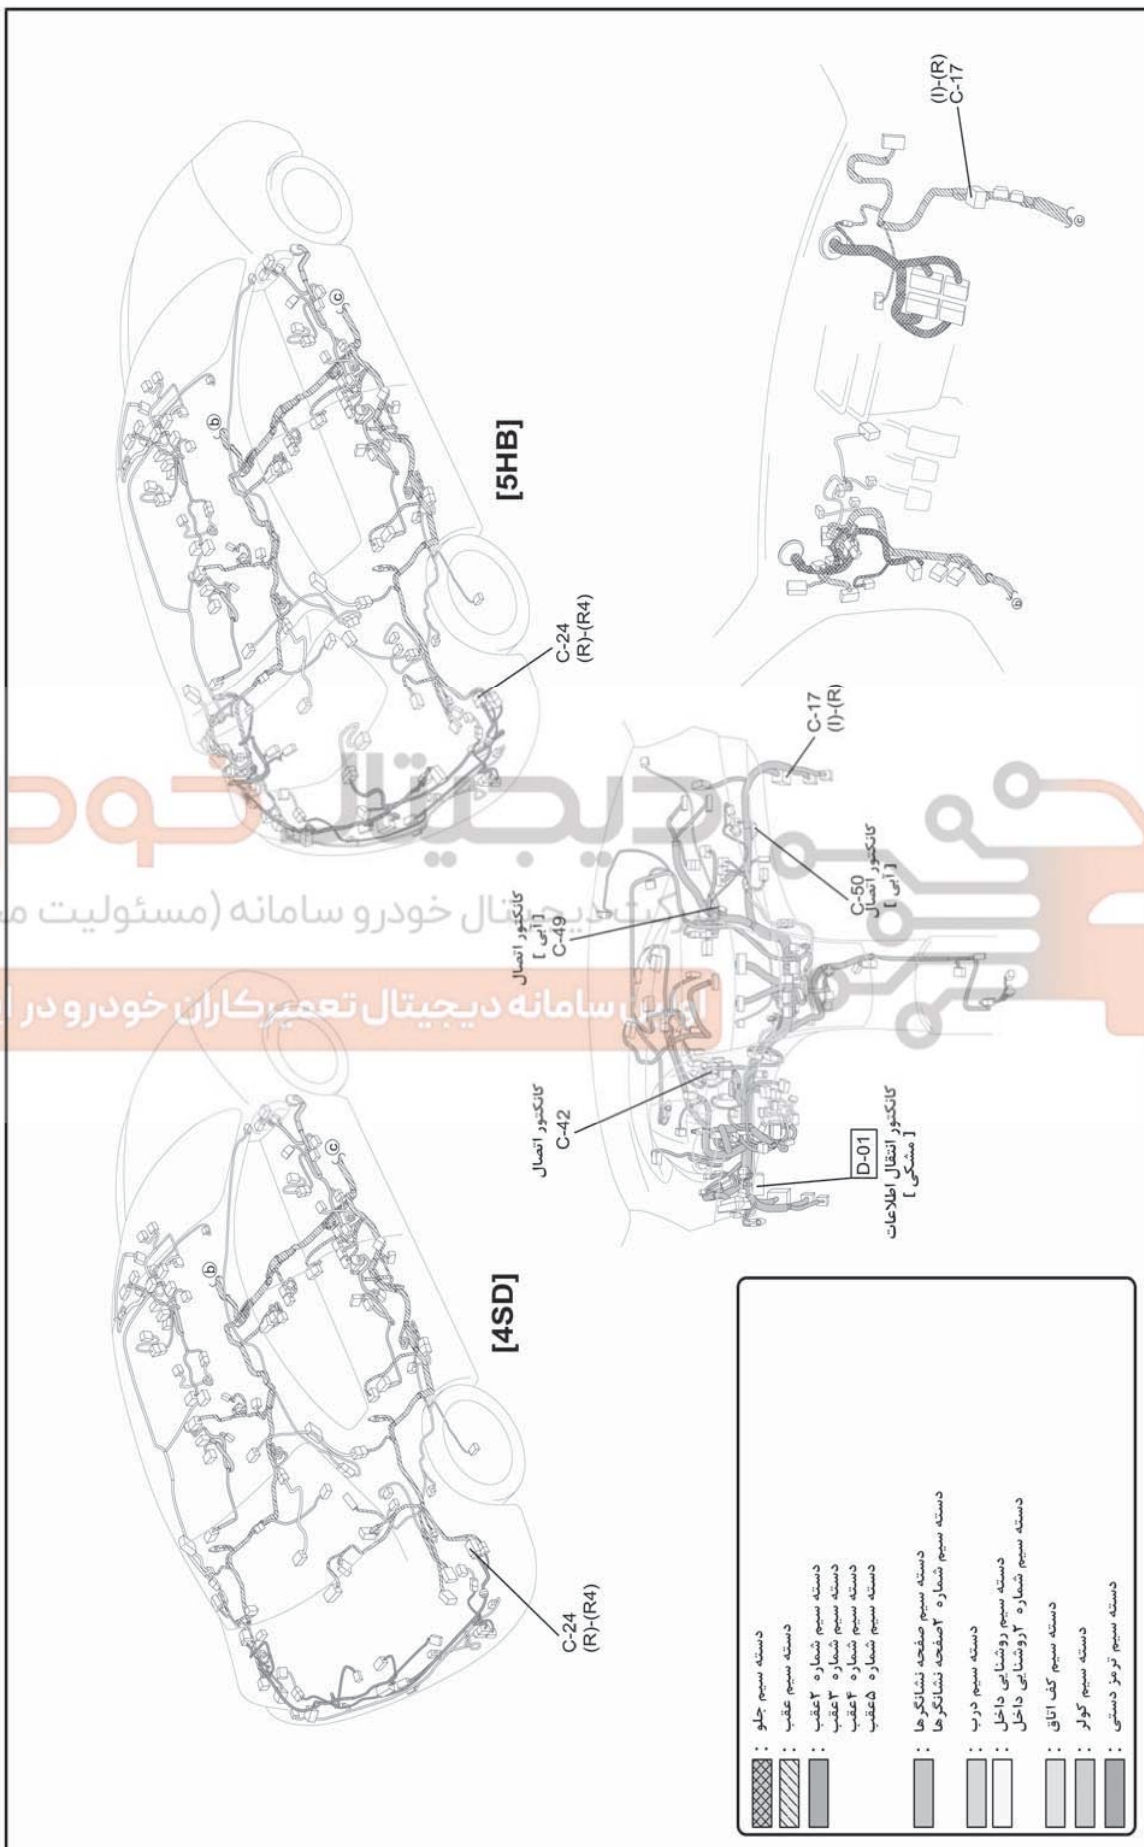 [4SD]
C-24
(R)-(R4)
b
c
[5HB]
C-24
(R)-(R4)
b
c
کانکتور اتصال
C-42
کانکتور اتصال
[ آبی ]
C-49
C-50
کانکتور اتصال
[ آبی ]
C-17
(I)-(R)
D-01
کانکتور انتقال اطلاعات
[ مشکی ]
(I)-(R)
C-17
b
c
: دسته سیم جلو
: دسته سیم عقب
: دسته سیم شماره ۲عقب
دسته سیم شماره ۳عقب
دسته سیم شماره ۴عقب
دسته سیم شماره ۵عقب
: دسته سیم صفحه نشانگرها
دسته سیم شماره ۲صفحه نشانگرها
: دسته سیم درب
: دسته سیم روشنایی داخل
دسته سیم شماره ۲روشنایی داخل
: دسته سیم کف اتاق
: دسته سیم کولر
: دسته سیم ترمز دستی
دیجیتال خود
دیجیتال خودرو سامانه (مسئولیت
سامانه دیجیتال تعمیرکاران خودرو در